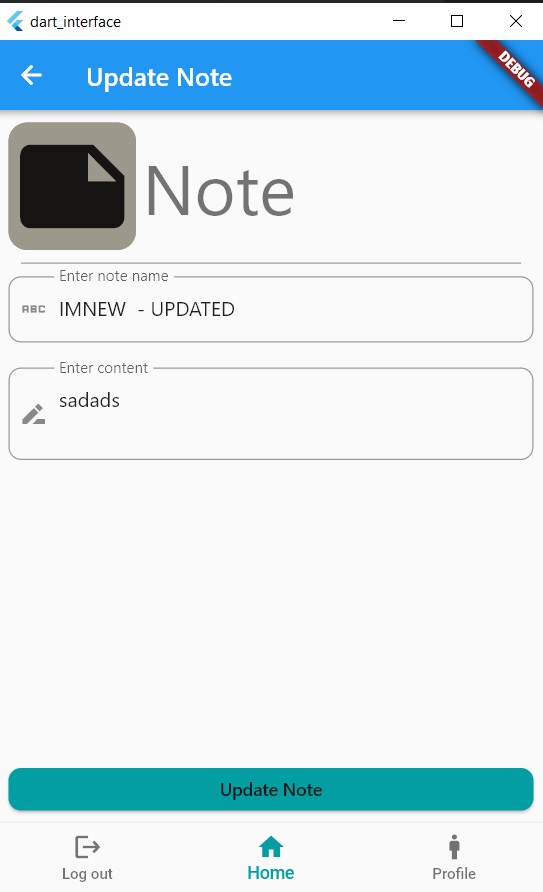 dart_interface
Update Note
DEBUG
Note
Enter note name
ABC
IMNEW  - UPDATED
Enter content
sadads
Update Note
Log out
Home
Profile